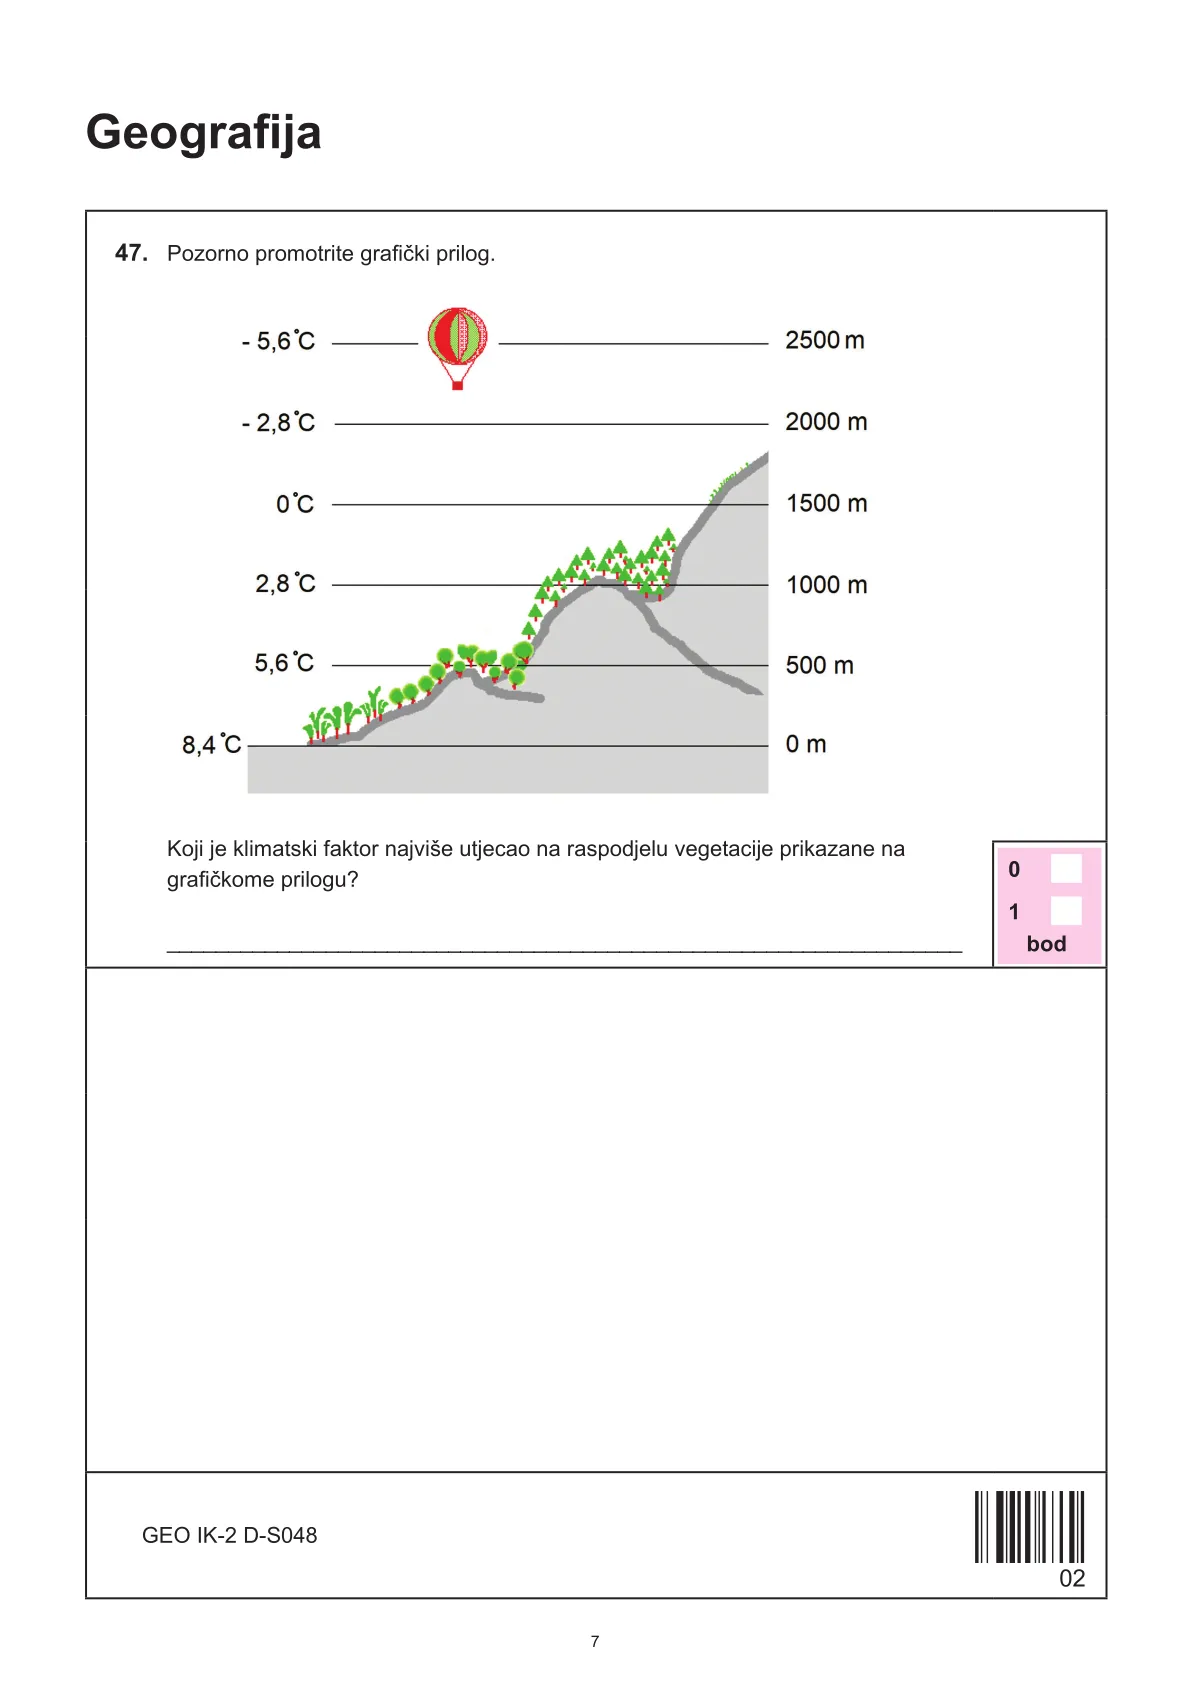 Geografija
47. Pozorno promotrite grafički prilog.
- 5,6˚C 2500 m
- 2,8˚C 2000 m
0˚C 1500 m
2,8˚C 1000 m
5,6˚C 500 m
8,4˚C 0 m
Koji je klimatski faktor najviše utjecao na raspodjelu vegetacije prikazane na
grafičkome prilogu?
0
1
bod
GEO IK-2 D-S048
02
7